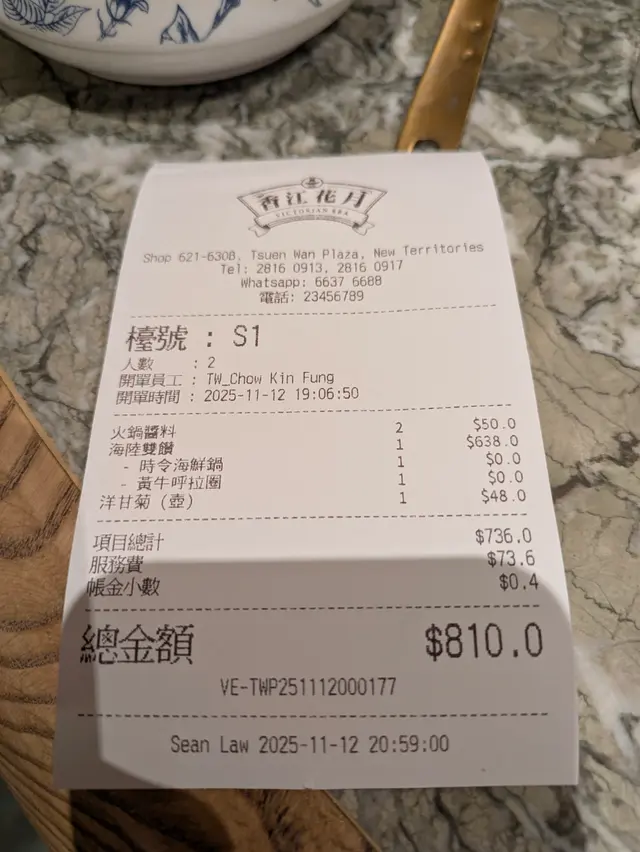 香江花月
VICTORIAN ERA
Shop 621-630B, Tsuen Wan Plaza, New Territories
Tel: 2816 0913, 2816 0917
Whatsapp: 6637 6688
電話: 23456789
檯號 : S1
人數 : 2
開單員工 : TW_Chow Kin Fung
開單時間 : 2025-11-12 19:06:50
火鍋醬料 2 $50.0
海陸雙鑽 1 $638.0
- 時令海鮮鍋 1 $0.0
- 黃牛呼拉圈 1 $0.0
洋甘菊 (壺) 1 $48.0
項目總計 $736.0
服務費 $73.6
帳金小數 $0.4
總金額 $810.0
VE-TWP251112000177
Sean Law 2025-11-12 20:59:00